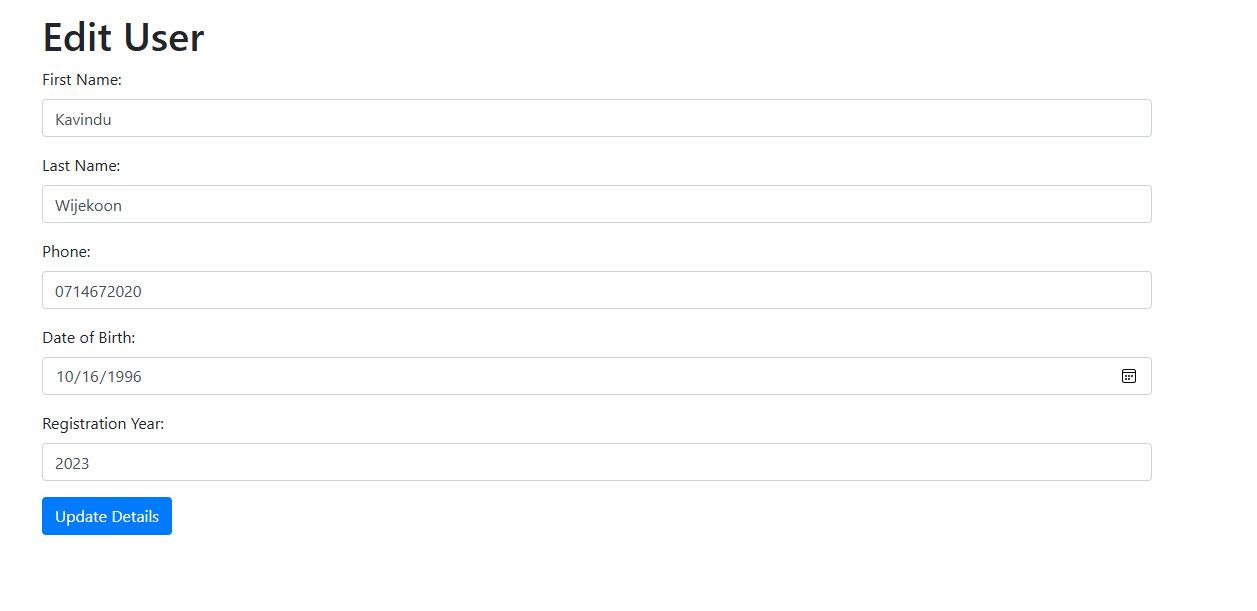 Edit User
First Name:
Kavindu
Last Name:
Wijekoon
Phone:
0714672020
Date of Birth:
10/16/1996
Registration Year:
2023
Update Details